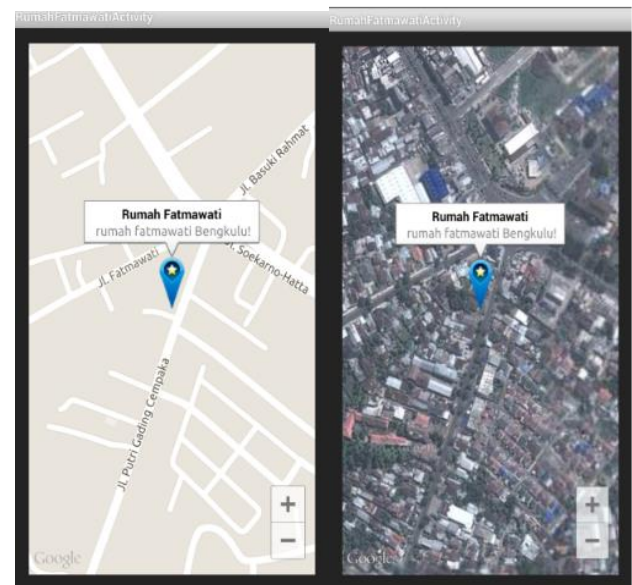 RumahFatmawatiActivity
Jl. Basuki Rahmat
Rumah Fatmawati
rumah fatmawati Bengkulu!
Soekarno-Hatta
Jl. Fatmawati
Jl. Putri Gading Cempaka
+
−
Google
RumahFatmawatiActivity
Rumah Fatmawati
rumah fatmawati Bengkulu!
+
−
Google